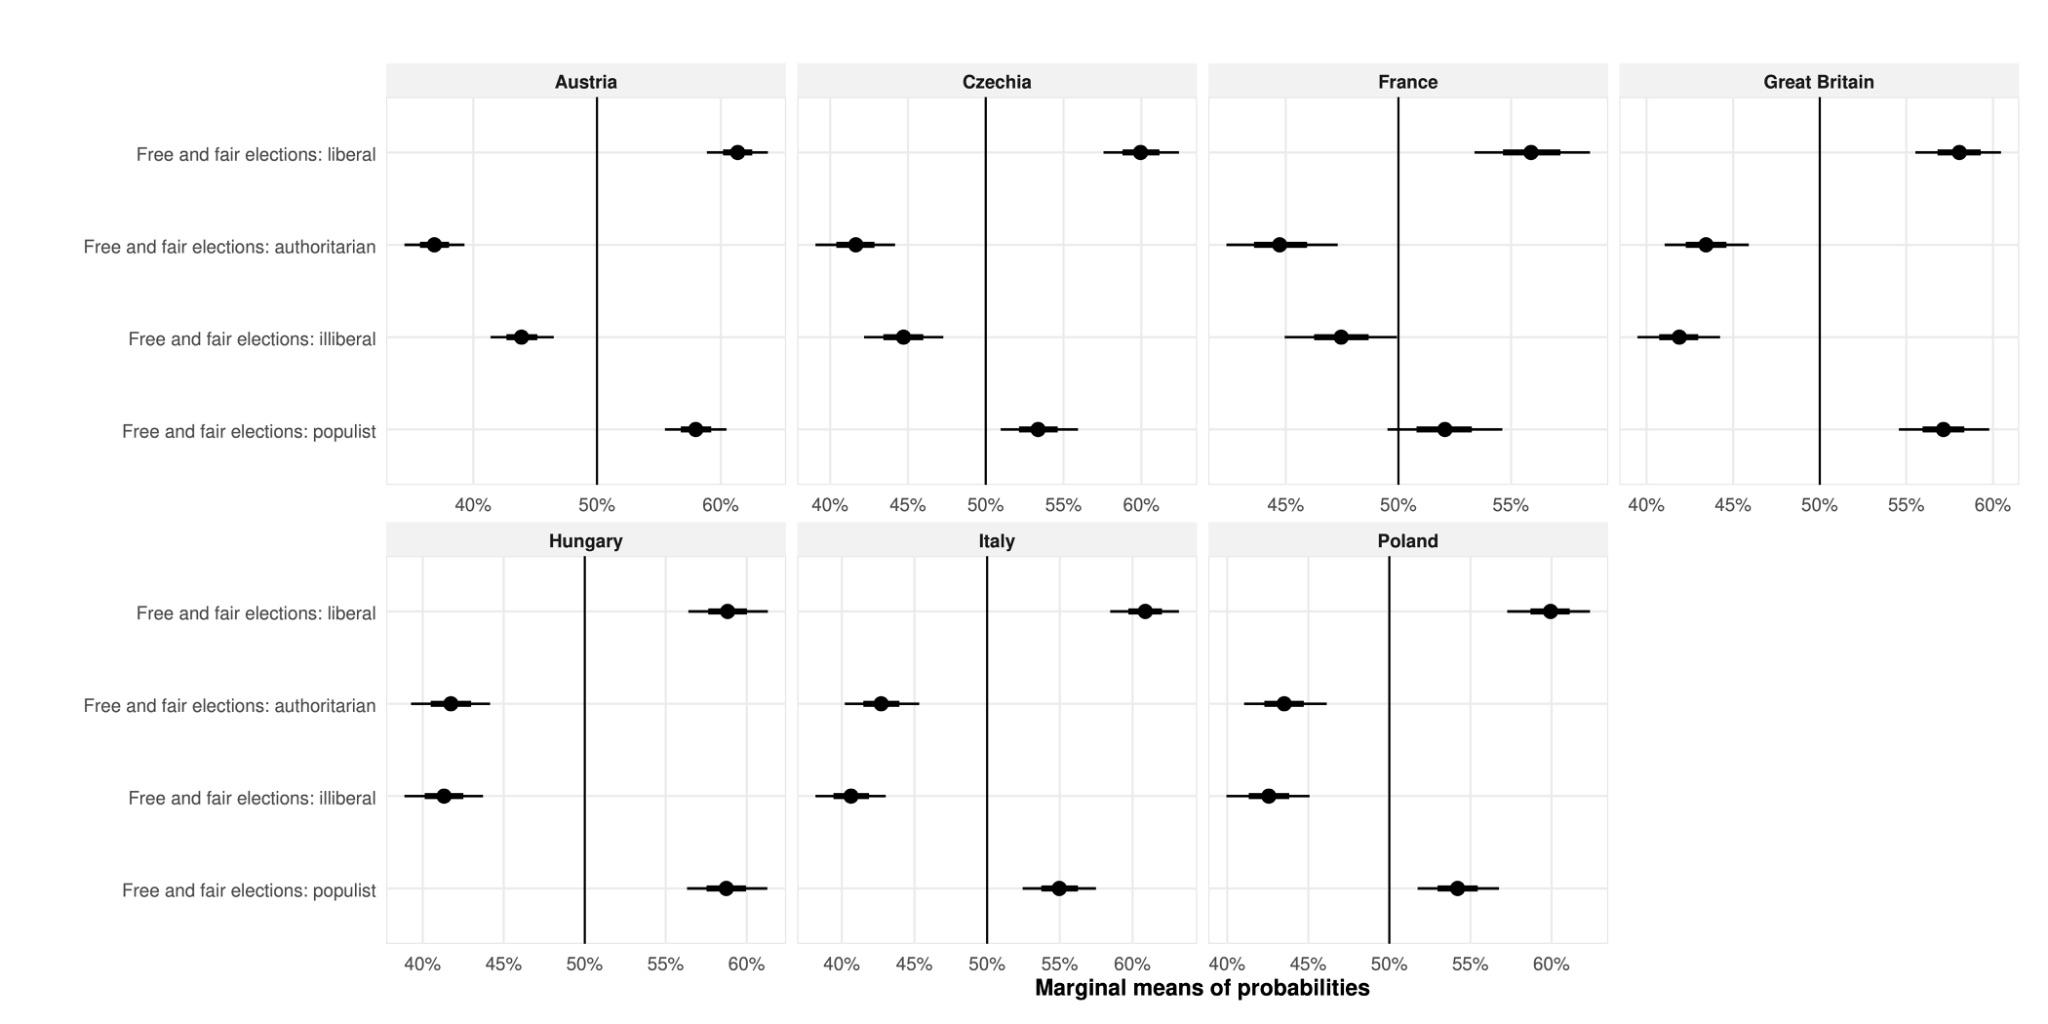 Austria
Czechia
France
Great Britain
Free and fair elections: liberal
Free and fair elections: authoritarian
Free and fair elections: illiberal
Free and fair elections: populist
40% 50% 60%
40% 45% 50% 55% 60%
45% 50% 55%
40% 45% 50% 55% 60%
Hungary
Italy
Poland
Free and fair elections: liberal
Free and fair elections: authoritarian
Free and fair elections: illiberal
Free and fair elections: populist
40% 45% 50% 55% 60%
40% 45% 50% 55% 60%
40% 45% 50% 55% 60%
Marginal means of probabilities